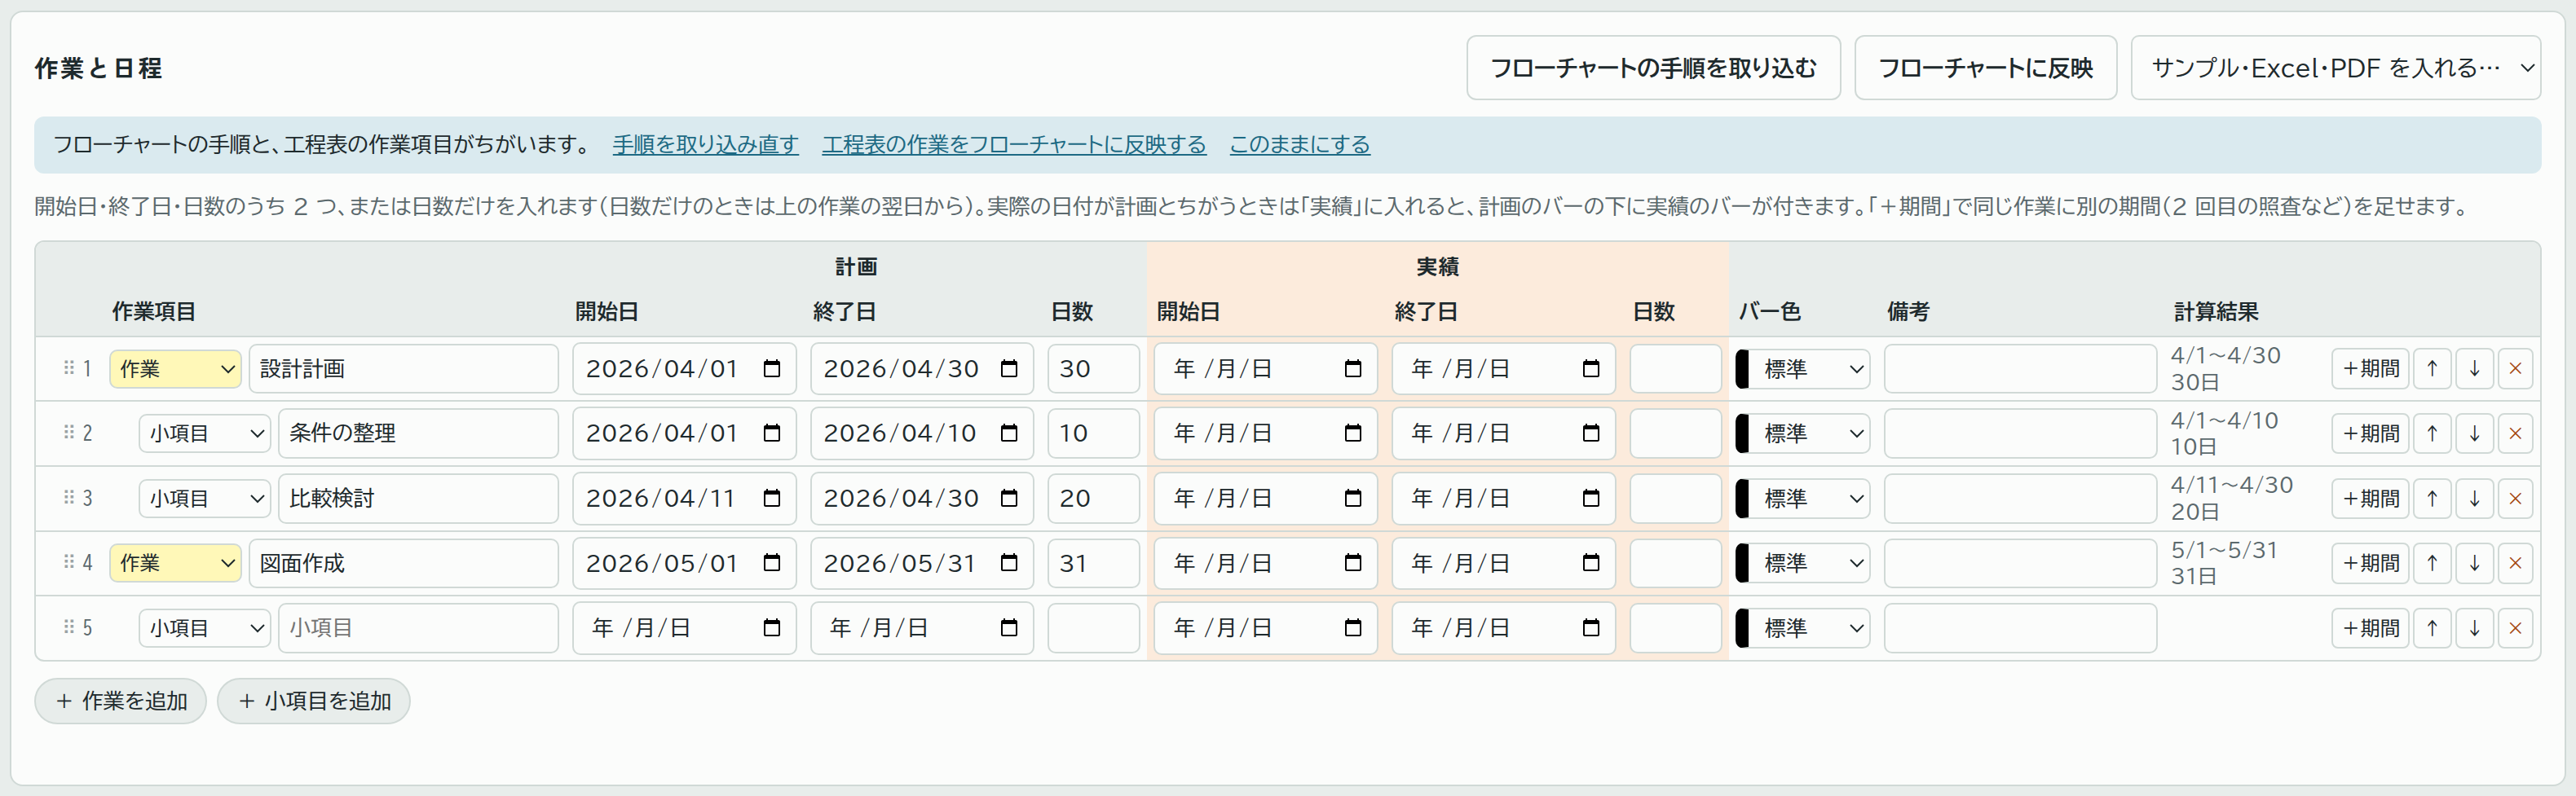 作業と日程 フローチャートの手順を取り込む フローチャートに反映 サンプル・Excel・PDF を入れる…
フローチャートの手順と、工程表の作業項目がちがいます。 手順を取り込み直す 工程表の作業をフローチャートに反映する このままにする
開始日・終了日・日数のうち 2 つ、または日数だけを入れます（日数だけのときは上の作業の翌日から）。実際の日付が計画とちがうときは「実績」に入れると、計画のバーの下に実績のバーが付きます。「＋期間」で同じ作業に別の期間（2 回目の照査など）を足せます。
計画 実績
作業項目 開始日 終了日 日数 開始日 終了日 日数 バー色 備考 計算結果
1 作業 設計計画 2026/04/01 2026/04/30 30 年 /月/日 年 /月/日 標準 4/1～4/30 30日 ＋期間 ↑ ↓ ×
2 小項目 条件の整理 2026/04/01 2026/04/10 10 年 /月/日 年 /月/日 標準 4/1～4/10 10日 ＋期間 ↑ ↓ ×
3 小項目 比較検討 2026/04/11 2026/04/30 20 年 /月/日 年 /月/日 標準 4/11～4/30 20日 ＋期間 ↑ ↓ ×
4 作業 図面作成 2026/05/01 2026/05/31 31 年 /月/日 年 /月/日 標準 5/1～5/31 31日 ＋期間 ↑ ↓ ×
5 小項目 小項目 年 /月/日 年 /月/日 年 /月/日 年 /月/日 標準 ＋期間 ↑ ↓ ×
＋ 作業を追加 ＋ 小項目を追加